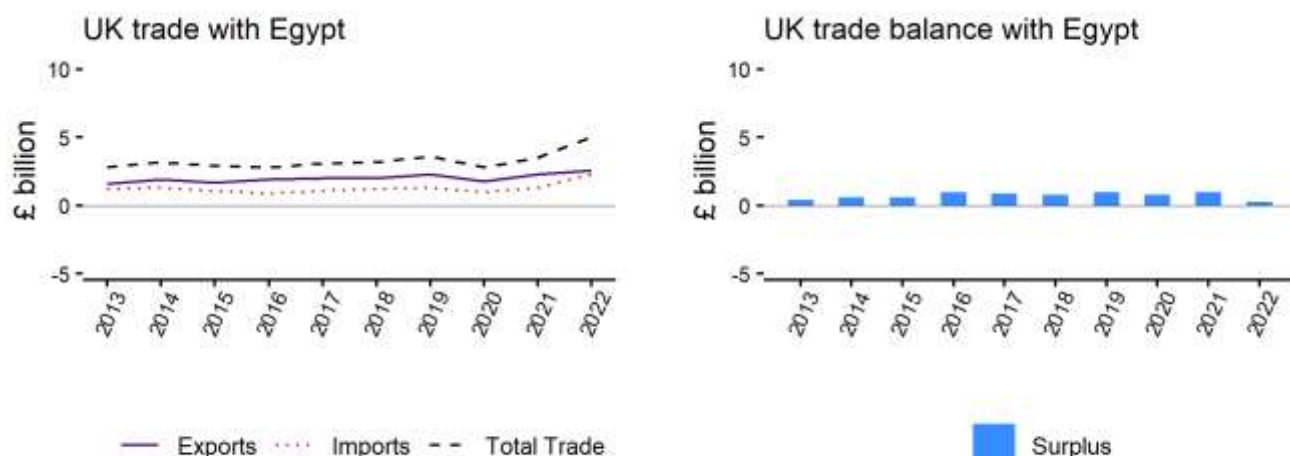 UK trade with Egypt
10
5
0
-5
£ billion
2013 2014 2015 2016 2017 2018 2019 2020 2021 2022
Exports Imports Total Trade
UK trade balance with Egypt
10
5
0
-5
£ billion
2013 2014 2015 2016 2017 2018 2019 2020 2021 2022
Surplus